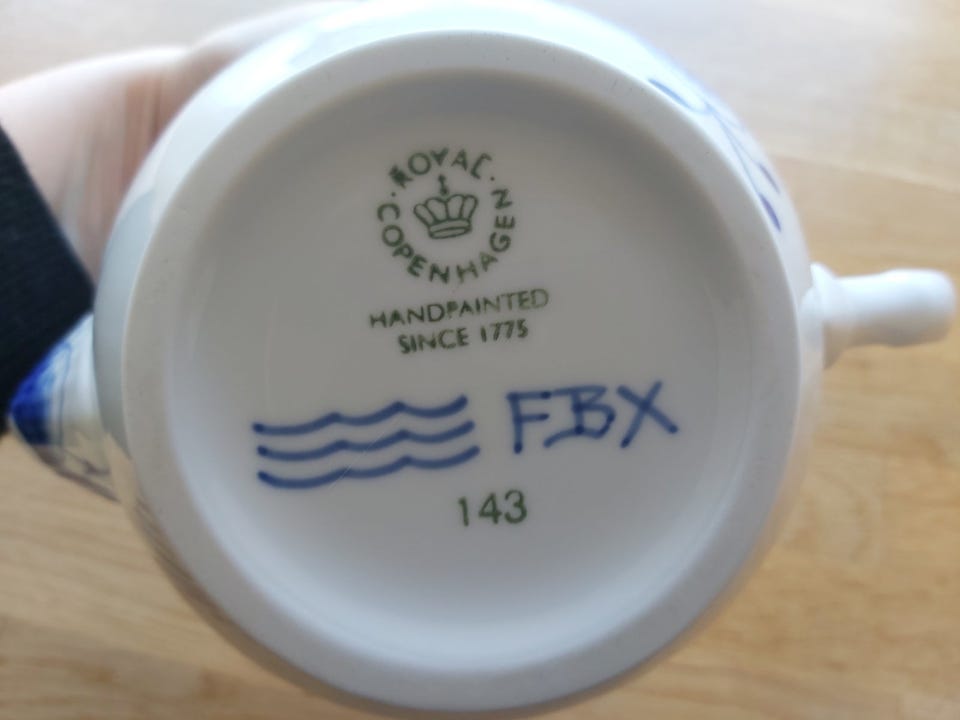 ROYAL
COPENHAGEN
HANDPAINTED
SINCE 1775
FBX
143